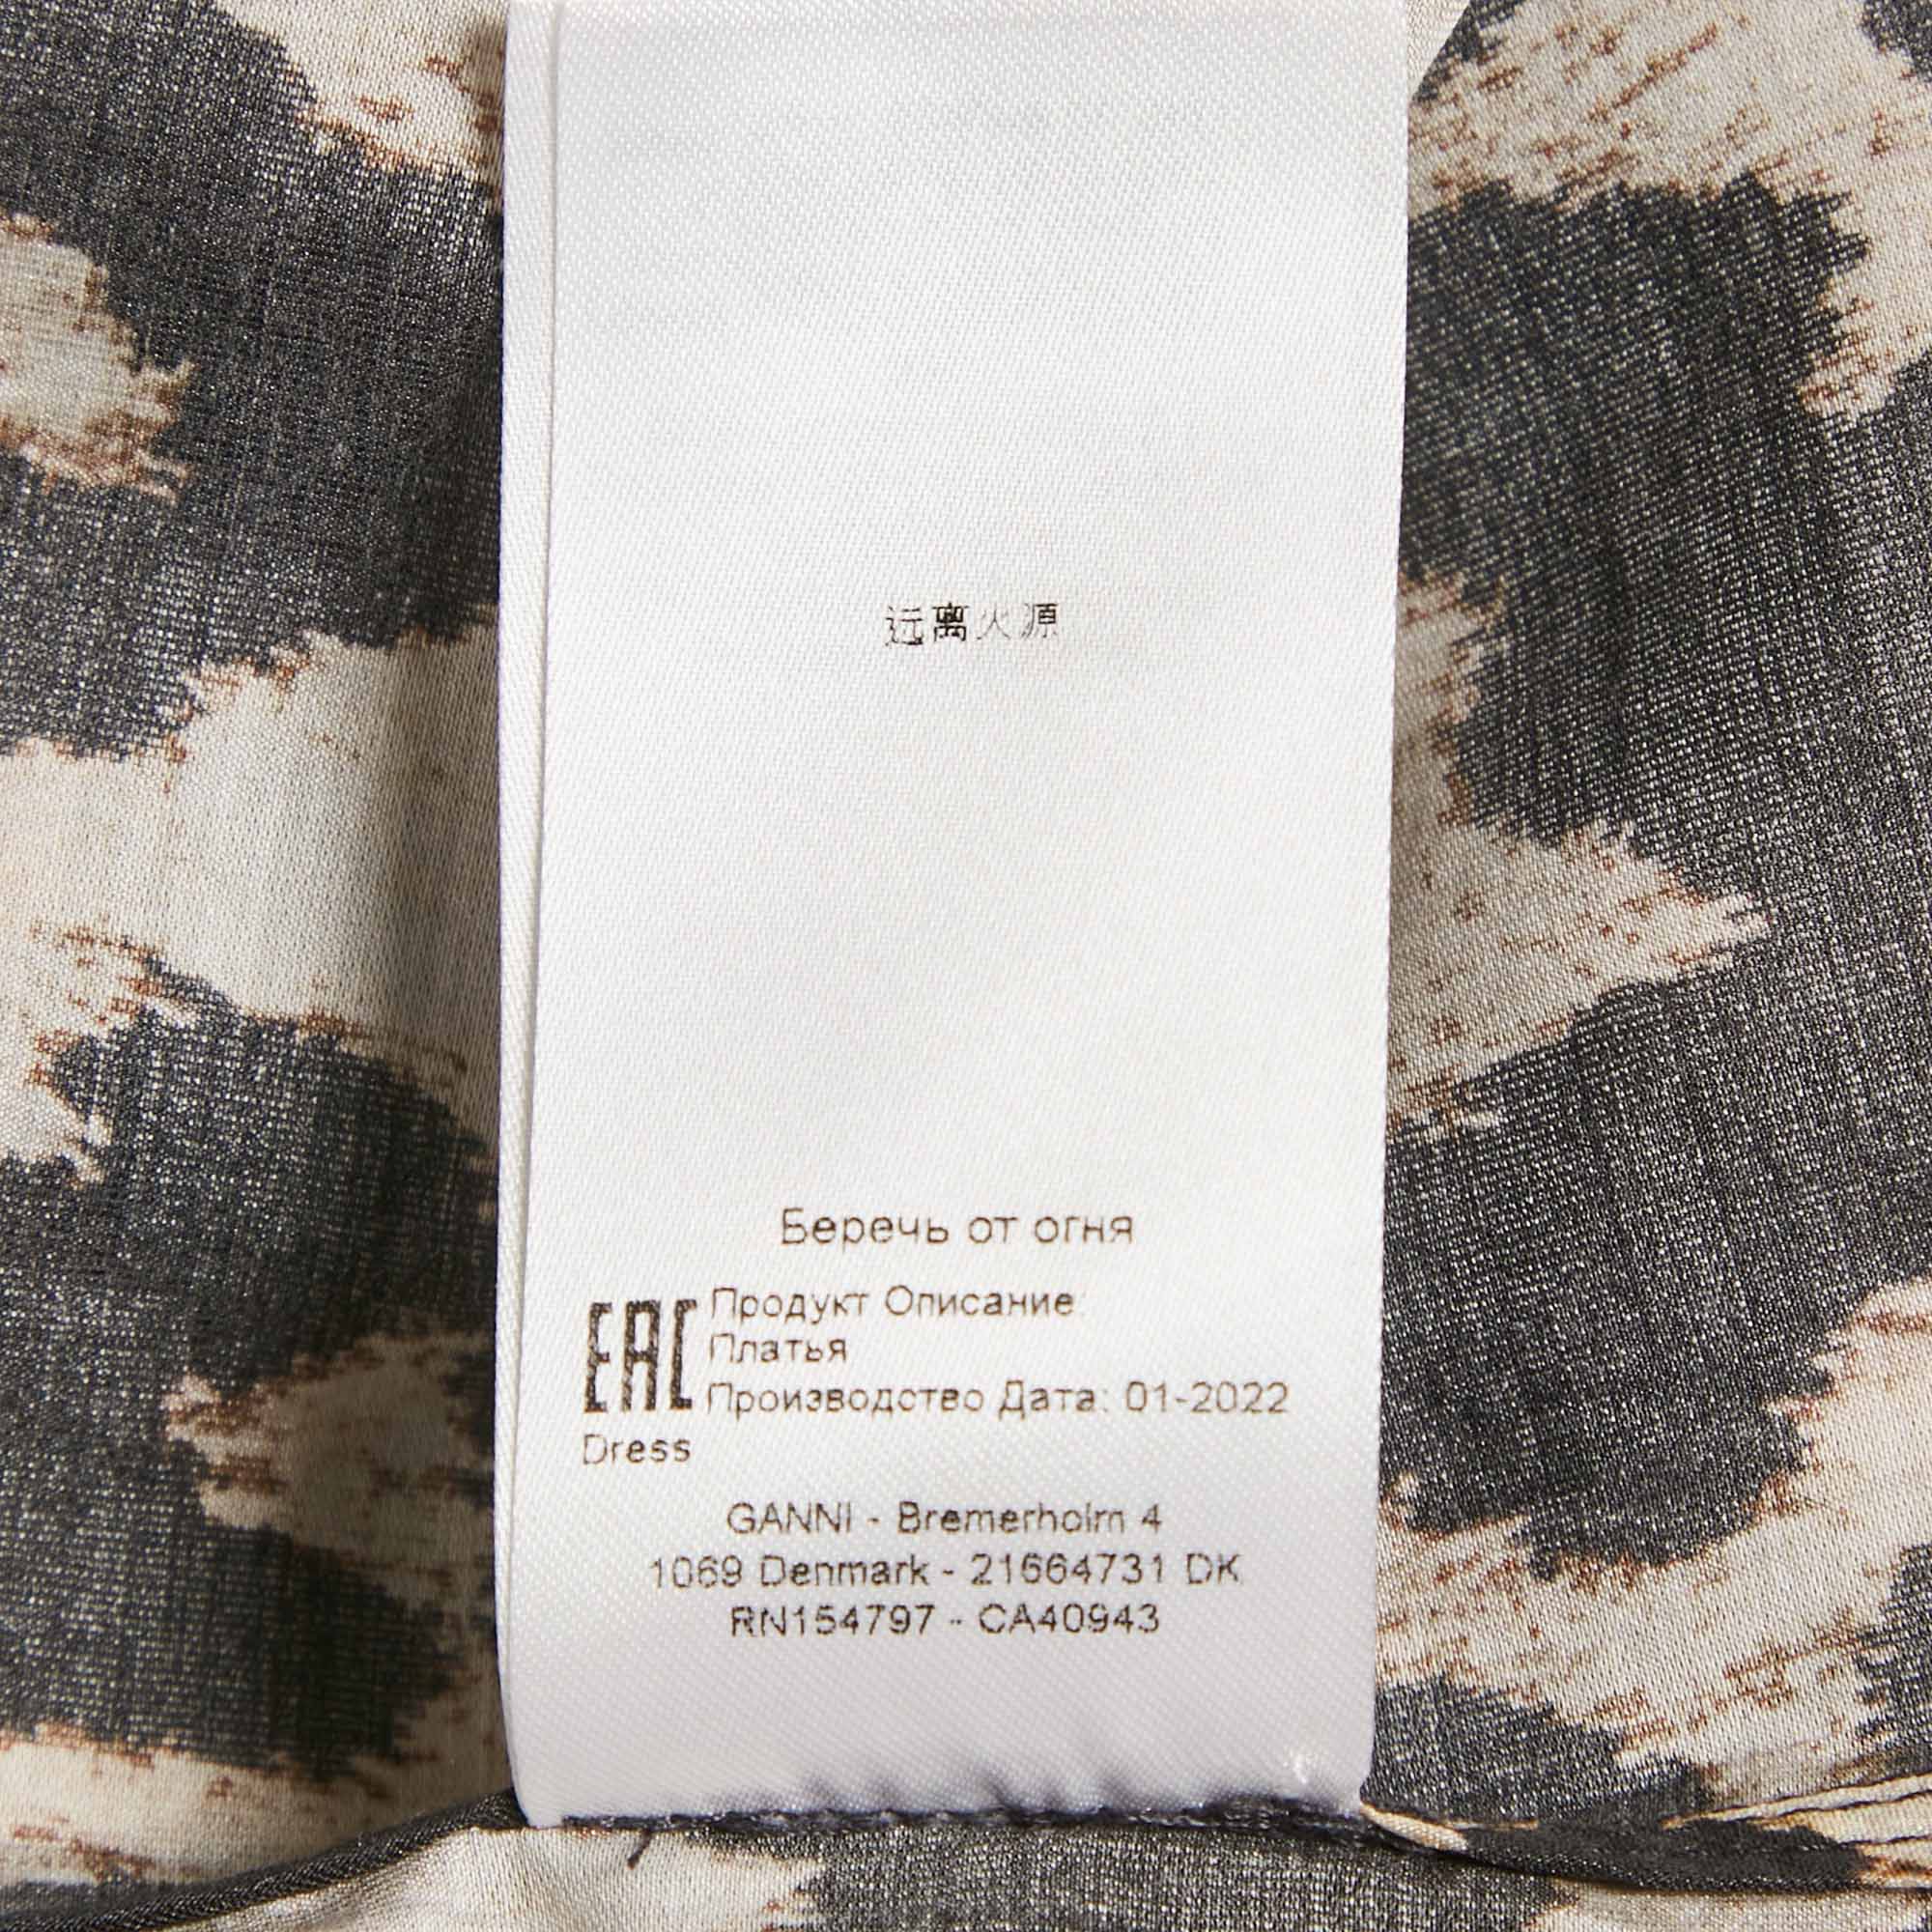 远离火源
Беречь от огня
EAC Продукт Описание:
Платья
Производство Дата: 01-2022
Dress
GANNI - Bremerholm 4
1069 Denmark - 21664731 DK
RN154797 - CA40943